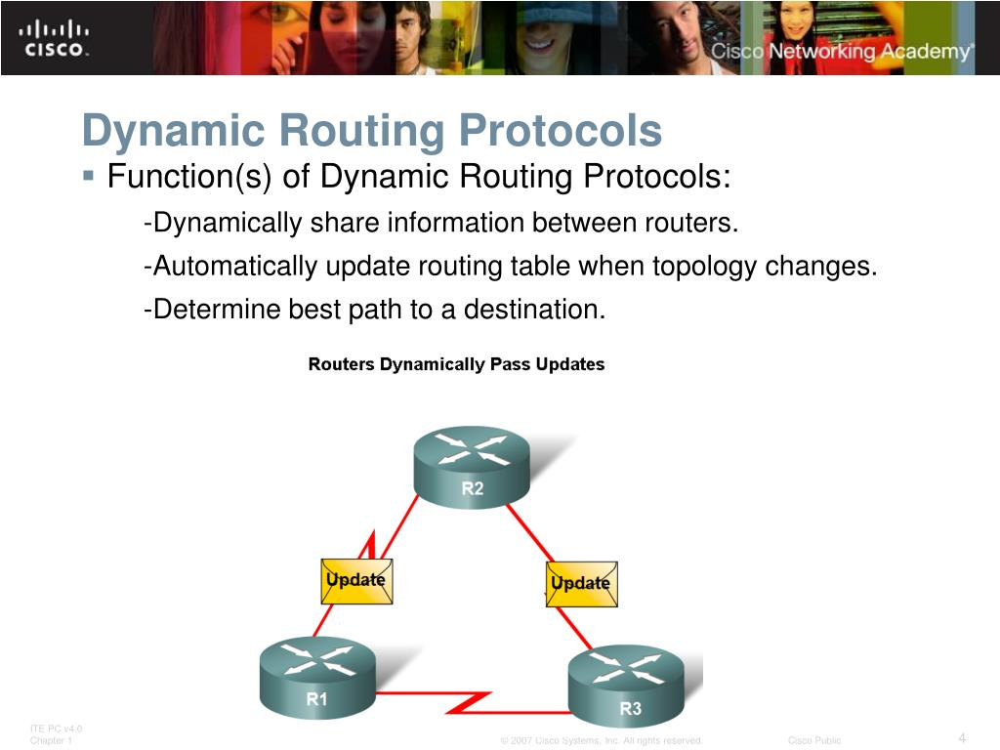 CISCO.
Cisco Networking Academy®
Dynamic Routing Protocols
▪ Function(s) of Dynamic Routing Protocols:
-Dynamically share information between routers.
-Automatically update routing table when topology changes.
-Determine best path to a destination.
Routers Dynamically Pass Updates
R2
Update
Update
R1
R3
ITE PC v4.0
Chapter 1
© 2007 Cisco Systems, Inc. All rights reserved.
Cisco Public
4